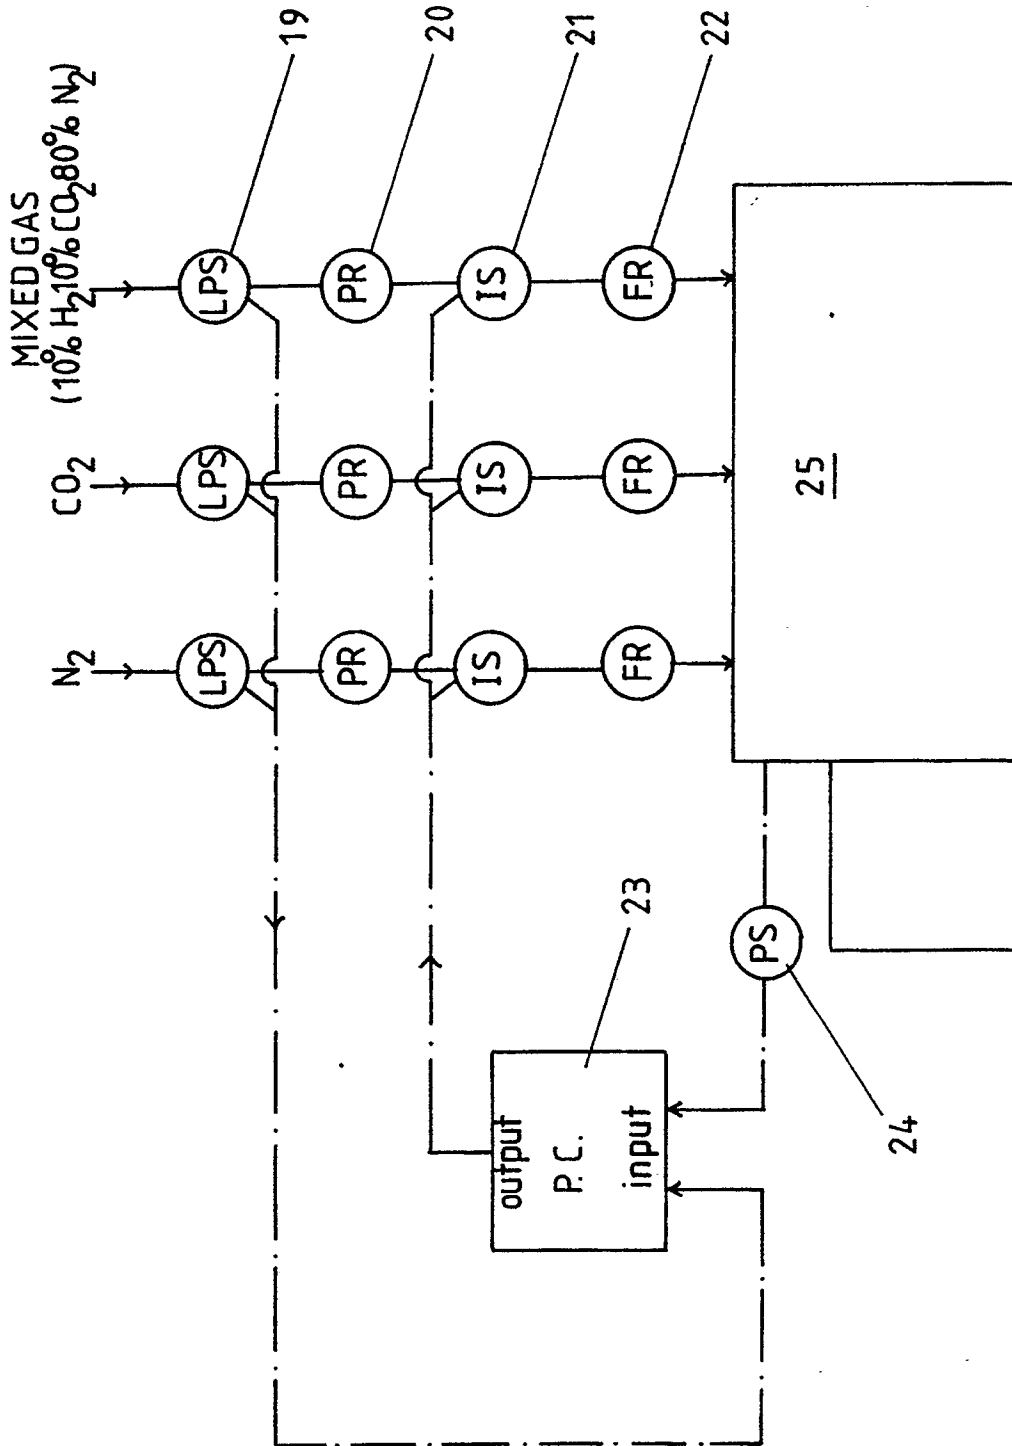 MIXED GAS
(10% H2 10% CO2 80% N2)
CO2
N2
LPS
LPS
LPS
19
PR
PR
PR
20
IS
IS
IS
21
FR
FR
FR
22
output
P.C.
input
23
PS
24
25